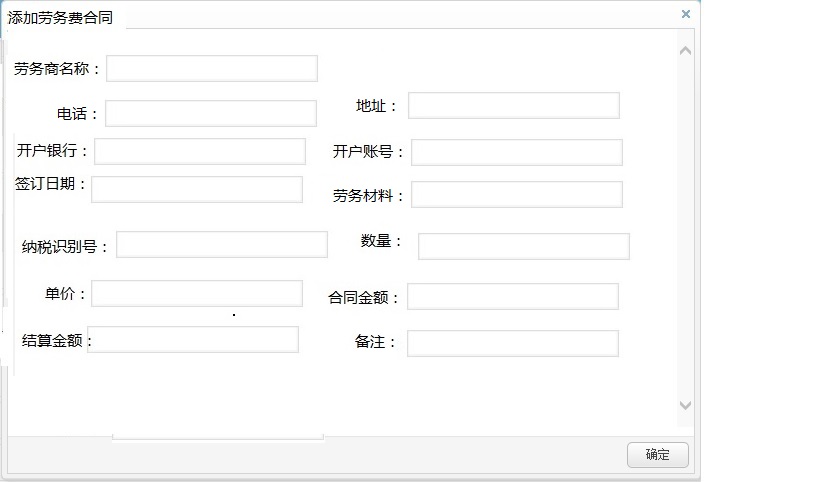 添加劳务费合同
劳务商名称：
电话：
地址：
开户银行：
开户账号：
签订日期：
劳务材料：
纳税识别号：
数量：
单价：
合同金额：
结算金额：
备注：
确定